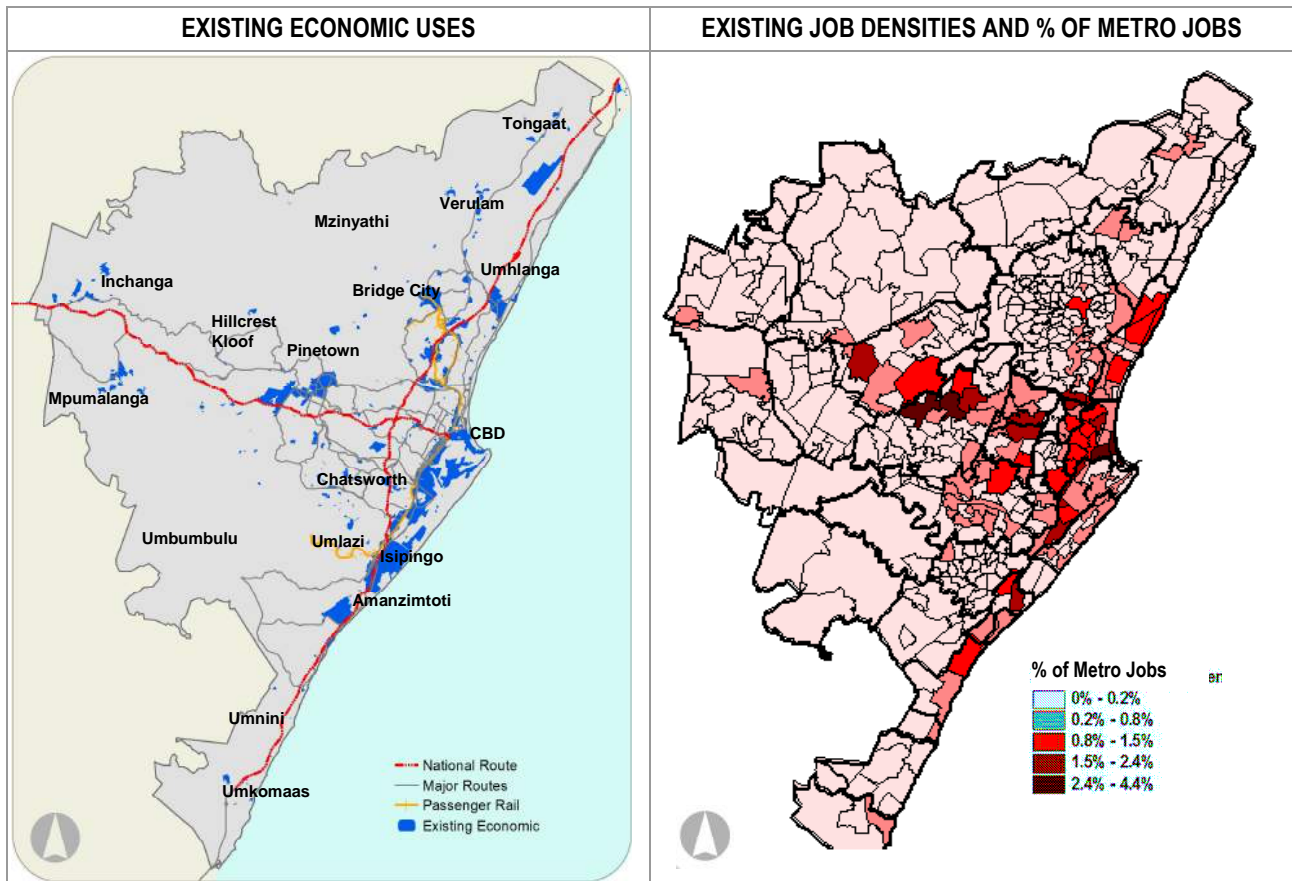 EXISTING ECONOMIC USES
EXISTING JOB DENSITIES AND % OF METRO JOBS
Tongaat
Verulam
Mzinyathi
Umhlanga
Inchanga
Bridge City
Hillcrest
Kloof
Pinetown
Mpumalanga
CBD
Chatsworth
Umbumbulu
Umlazi
Isipingo
Amanzimtoti
Umnini
Umkomaas
National Route
Major Routes
Passenger Rail
Existing Economic
% of Metro Jobs
en
0% - 0.2%
0.2% - 0.8%
0.8% - 1.5%
1.5% - 2.4%
2.4% - 4.4%